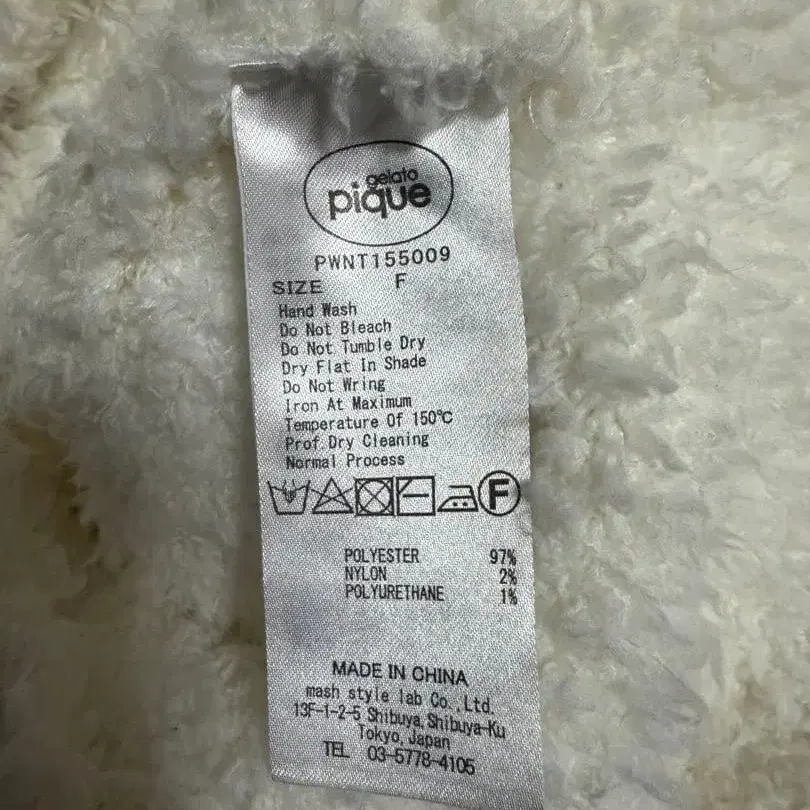 gelato
pique
PWNT155009
SIZE F
Hand Wash
Do Not Bleach
Do Not Tumble Dry
Dry Flat In Shade
Do Not Wring
Iron At Maximum
Temperature Of 150℃
Prof.Dry Cleaning
Normal Process
F
POLYESTER 97%
NYLON 2%
POLYURETHANE 1%
MADE IN CHINA
mash style lab Co.,Ltd.
13F-1-2-5 Shibuya,Shibuya-Ku
Tokyo,Japan
TEL 03-5778-4105